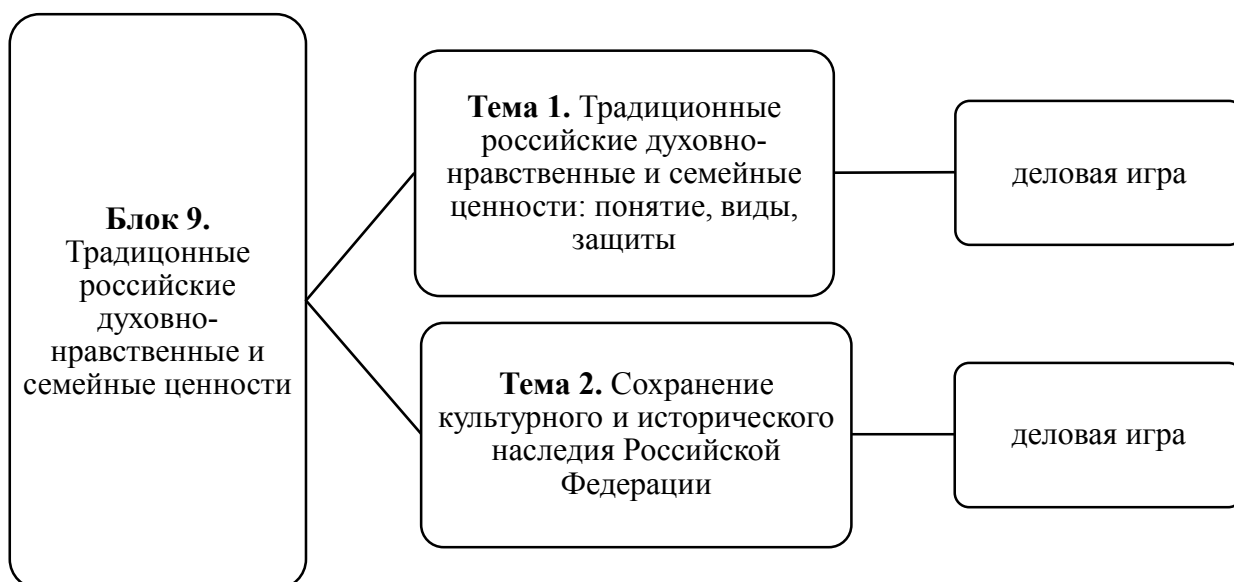 Блок 9.
Традицонные
российские
духовно-
нравственные и
семейные ценности
Тема 1. Традиционные
российские духовно-
нравственные и семейные
ценности: понятие, виды,
защиты
деловая игра
Тема 2. Сохранение
культурного и исторического
наследия Российской
Федерации
деловая игра